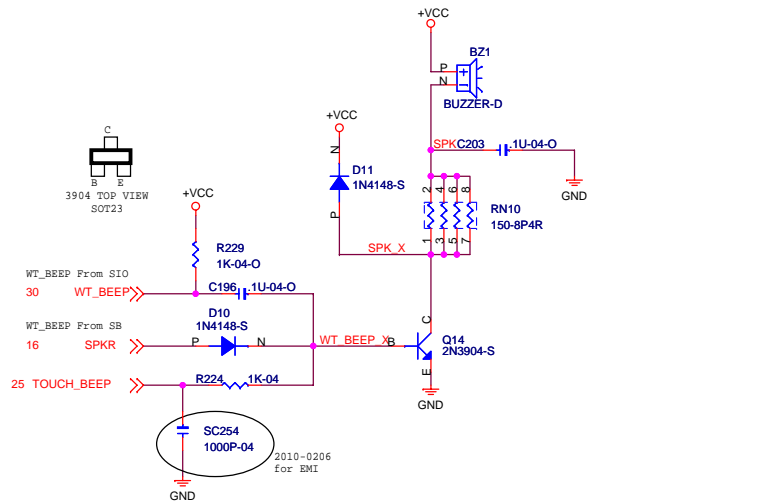 +VCC
BZ1
P
N
BUZZER-D
+VCC
SPK
C203
.1U-04-O
GND
C
B E
3904 TOP VIEW
SOT23
N
D11
1N4148-S
P
2 4 6 8
RN10
150-8P4R
1 3 5 7
SPK_X
+VCC
R229
1K-04-O
WT_BEEP From SIO
30 WT_BEEP
C196 .1U-04-O
D10
1N4148-S
WT_BEEP From SB
16 SPKR
P N
WT_BEEP_X
B
C
Q14
2N3904-S
E
GND
25 TOUCH_BEEP
R224 1K-04
SC254
1000P-04
2010-0206
for EMI
GND